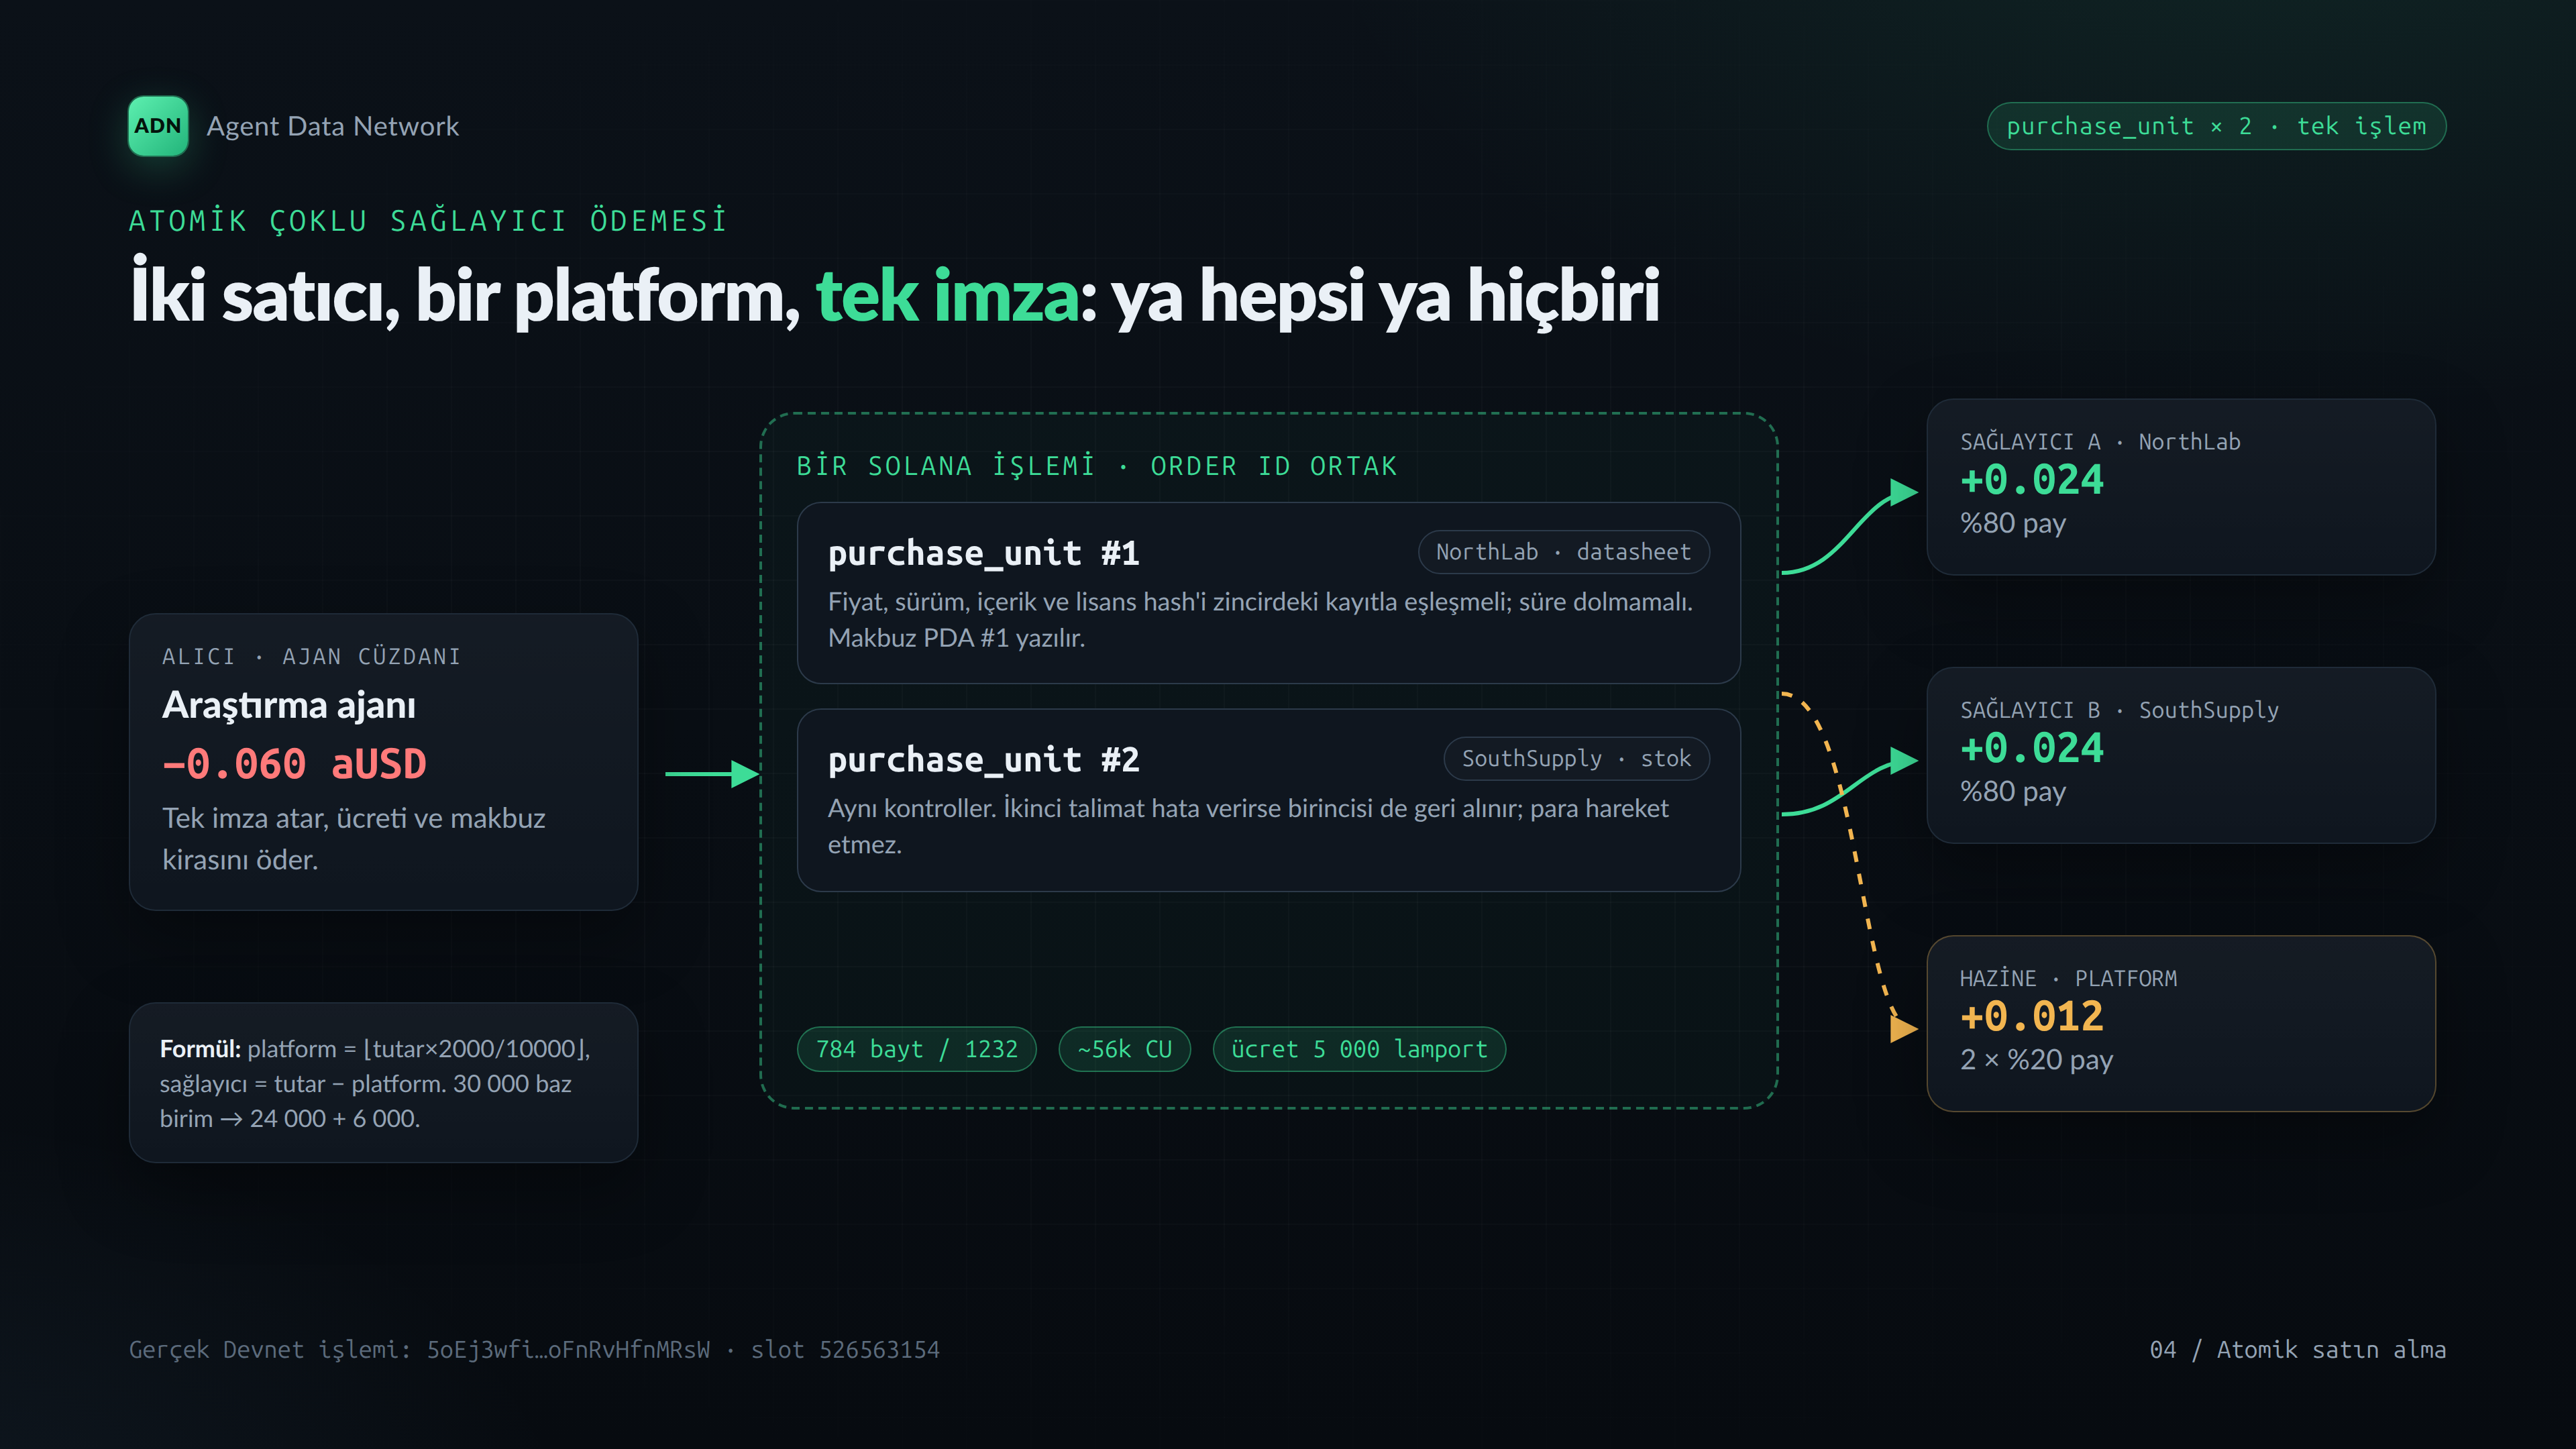 ADN Agent Data Network
purchase_unit × 2 · tek işlem
ATOMİK ÇOKLU SAĞLAYICI ÖDEMESİ
İki satıcı, bir platform, tek imza: ya hepsi ya hiçbiri
ALICI · AJAN CÜZDANI
Araştırma ajanı
−0.060 aUSD
Tek imza atar, ücreti ve makbuz
kirasını öder.
Formül: platform = ⌊tutar×2000/10000⌋,
sağlayıcı = tutar − platform. 30 000 baz
birim → 24 000 + 6 000.
BİR SOLANA İŞLEMİ · ORDER ID ORTAK
purchase_unit #1
NorthLab · datasheet
Fiyat, sürüm, içerik ve lisans hash'i zincirdeki kayıtla eşleşmeli; süre dolmamalı.
Makbuz PDA #1 yazılır.
purchase_unit #2
SouthSupply · stok
Aynı kontroller. İkinci talimat hata verirse birincisi de geri alınır; para hareket
etmez.
784 bayt / 1232
~56k CU
ücret 5 000 lamport
SAĞLAYICI A · NorthLab
+0.024
%80 pay
SAĞLAYICI B · SouthSupply
+0.024
%80 pay
HAZİNE · PLATFORM
+0.012
2 × %20 pay
Gerçek Devnet işlemi: 5oEj3wfi…oFnRvHfnMRsW · slot 526563154
04 / Atomik satın alma